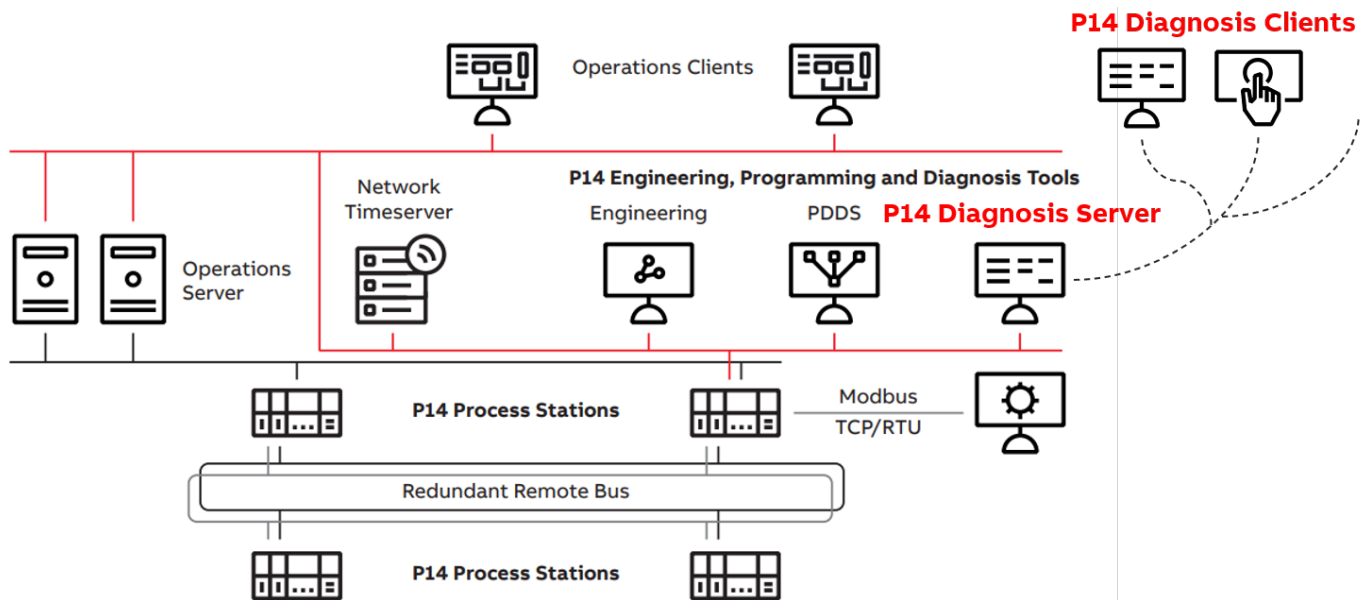 P14 Diagnosis Clients
Operations Clients
Network
Timeserver
P14 Engineering, Programming and Diagnosis Tools
Engineering
PDDS
P14 Diagnosis Server
Operations
Server
P14 Process Stations
Modbus
TCP/RTU
Redundant Remote Bus
P14 Process Stations